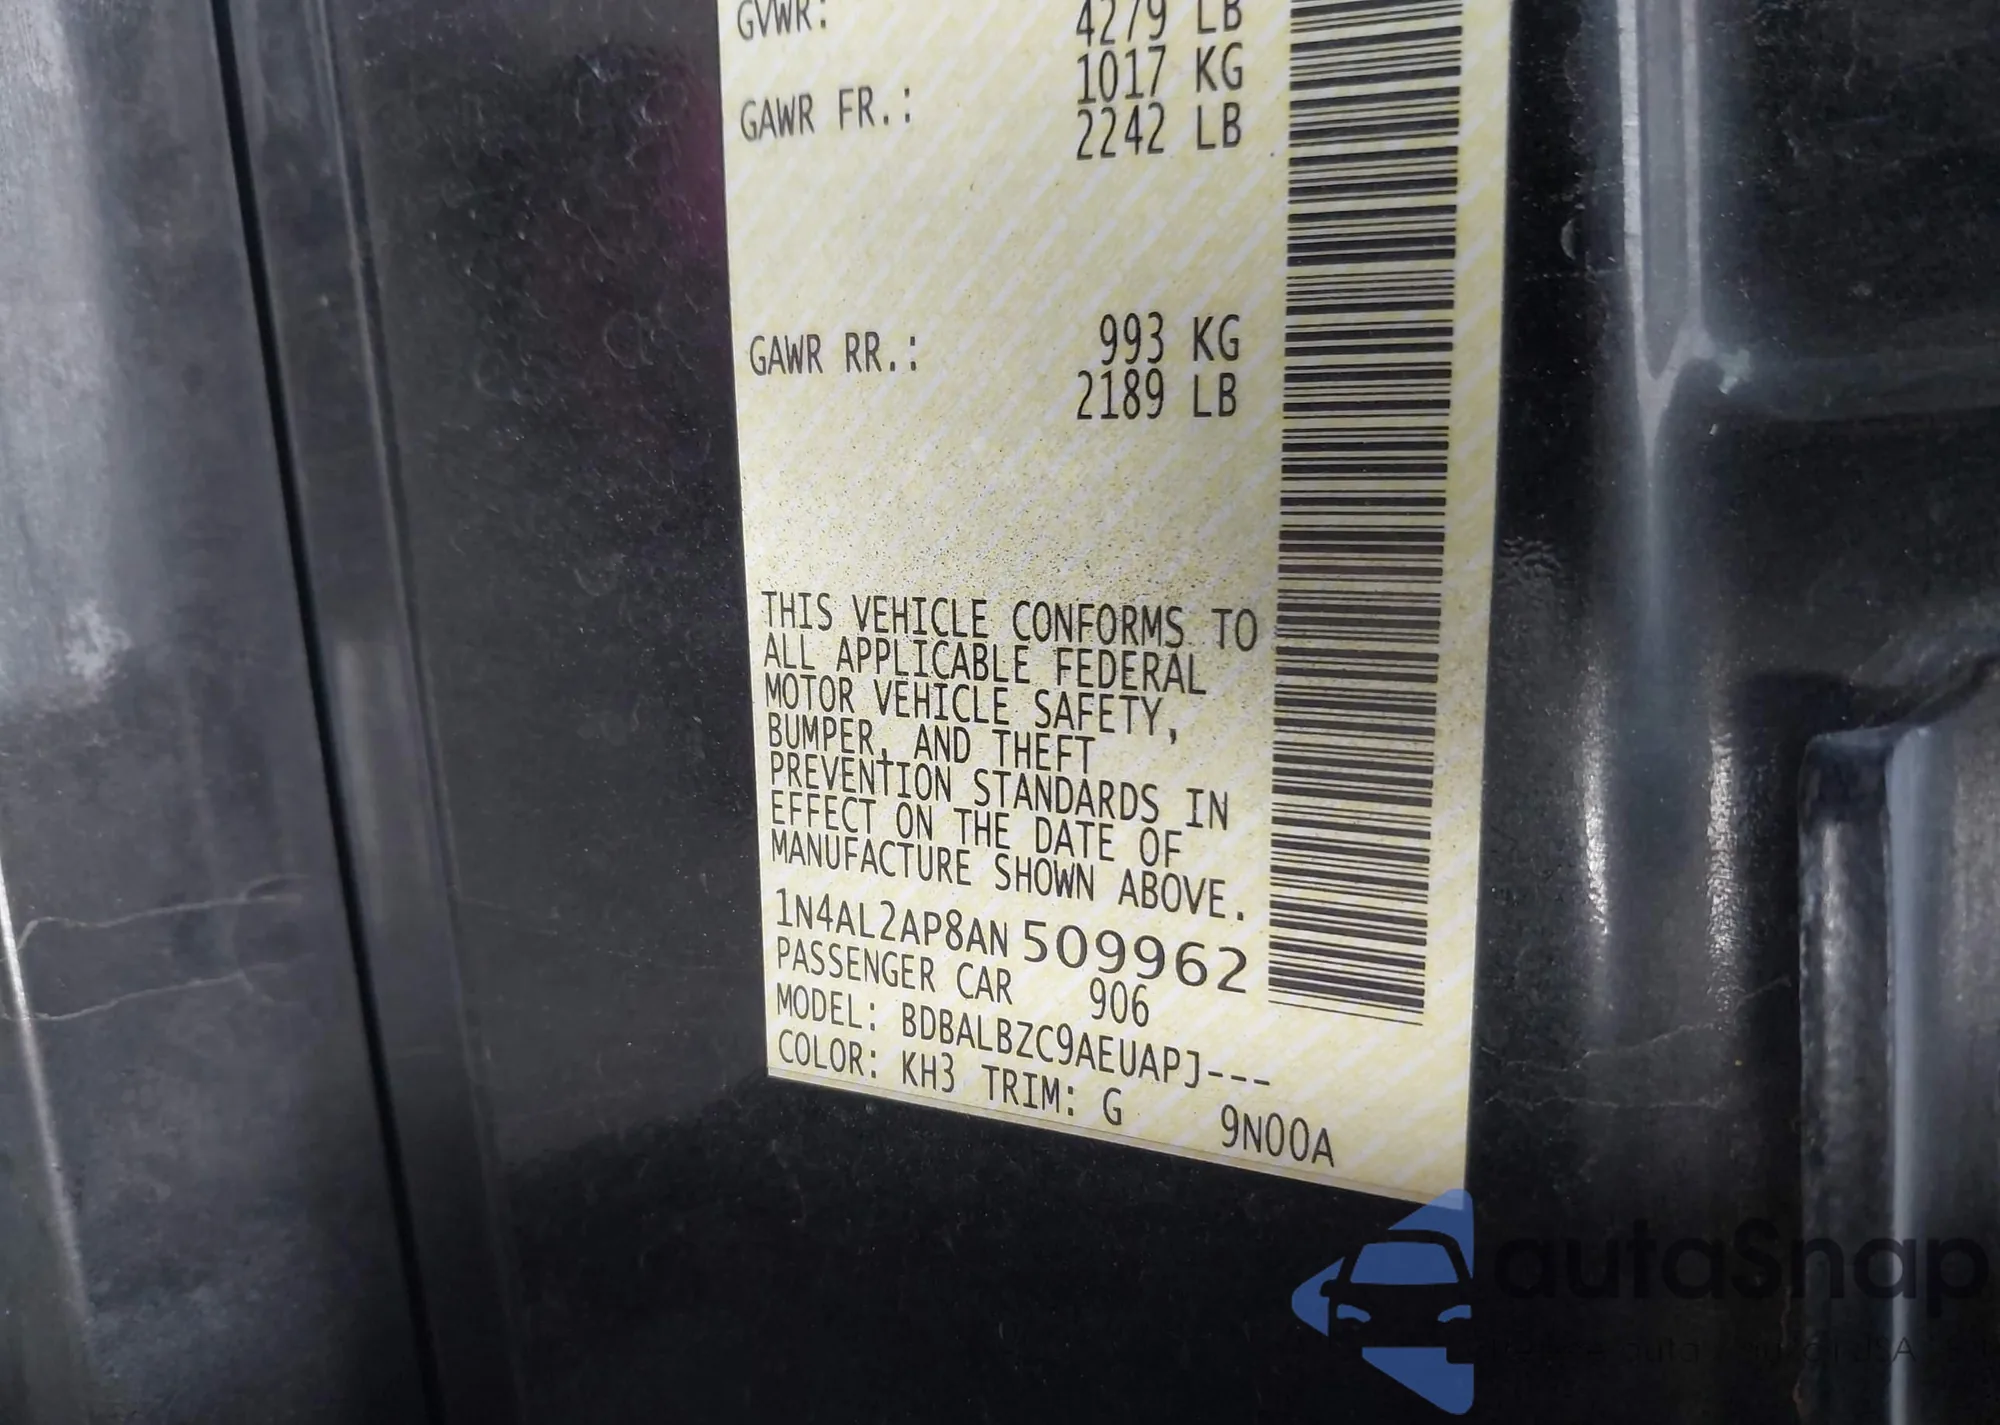 GVWR: 4279 LB
1017 KG
GAWR FR.: 2242 LB
993 KG
GAWR RR.: 2189 LB
THIS VEHICLE CONFORMS TO
ALL APPLICABLE FEDERAL
MOTOR VEHICLE SAFETY,
BUMPER, AND THEFT
PREVENTION STANDARDS IN
EFFECT ON THE DATE OF
MANUFACTURE SHOWN ABOVE.
1N4AL2AP8AN509962
PASSENGER CAR 906
MODEL: BDBALBZC9AEUAPJ---
COLOR: KH3 TRIM: G 9N00A
autaSnap